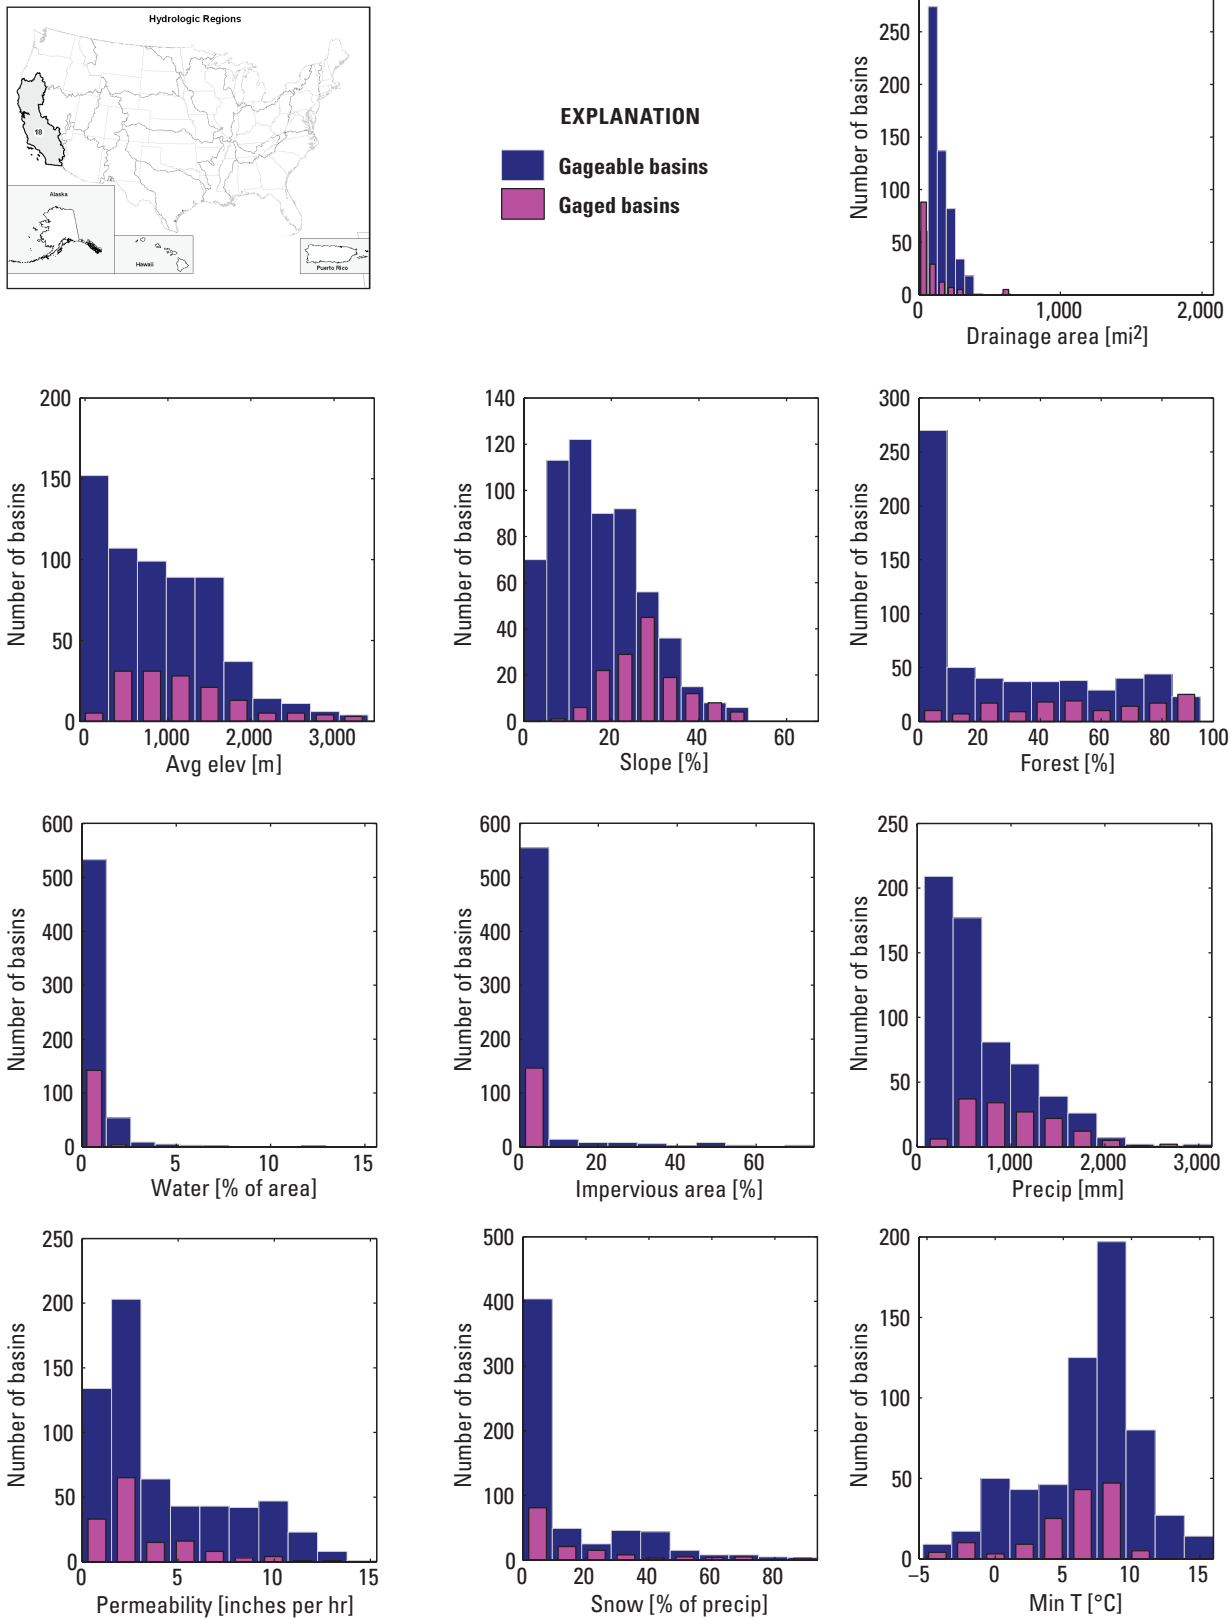 Hydrologic Regions
18
Alaska
Hawaii
Puerto Rico
EXPLANATION
Gageable basins
Gaged basins
Number of basins
250
200
150
100
50
0
0 1,000 2,000
Drainage area [mi2]
Number of basins
200
150
100
50
0
0 1,000 2,000 3,000
Avg elev [m]
Number of basins
140
120
100
80
60
40
20
0
0 20 40 60
Slope [%]
Number of basins
300
250
200
150
100
50
0
0 20 40 60 80 100
Forest [%]
Number of basins
600
500
400
300
200
100
0
0 5 10 15
Water [% of area]
Number of basins
600
500
400
300
200
100
0
0 20 40 60
Impervious area [%]
Nnumber of basins
250
200
150
100
50
0
0 1,000 2,000 3,000
Precip [mm]
Number of basins
250
200
150
100
50
0
0 5 10 15
Permeability [inches per hr]
Number of basins
500
400
300
200
100
0
0 20 40 60 80
Snow [% of precip]
Number of basins
200
150
100
50
0
–5 0 5 10 15
Min T [°C]